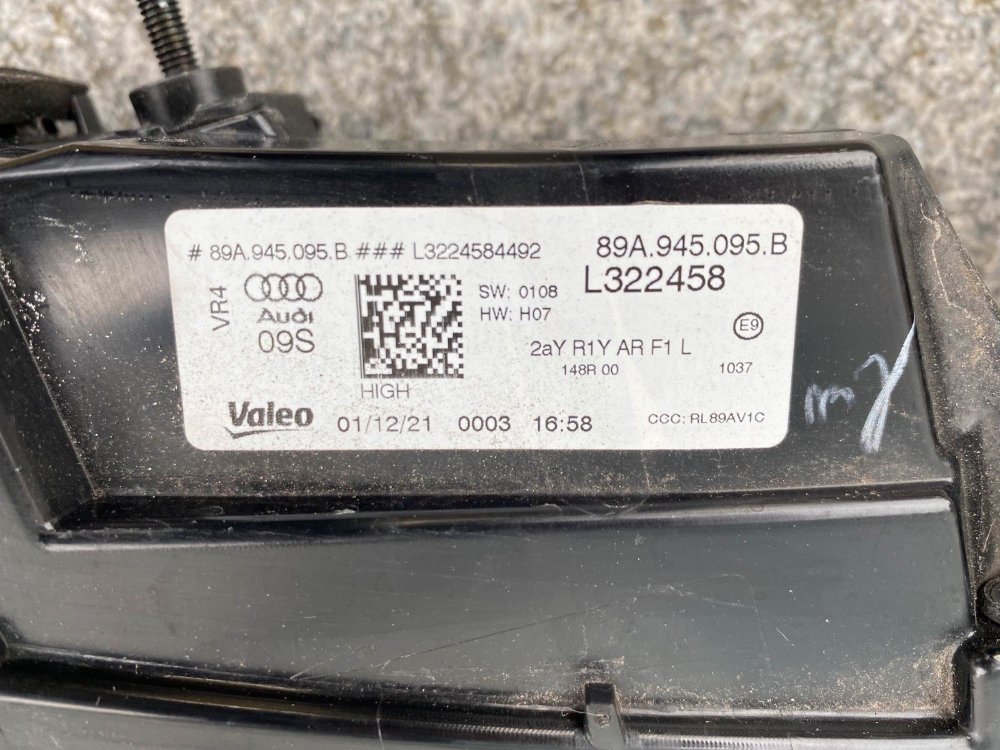 # 89A.945.095.B ### L3224584492
89A.945.095.B
L322458
VR4
Audi
09S
SW: 0108
HW: H07
E9
2aY R1Y AR F1 L
148R 00
1037
HIGH
Valeo
01/12/21 0003 16:58
CCC: RL89AV1C